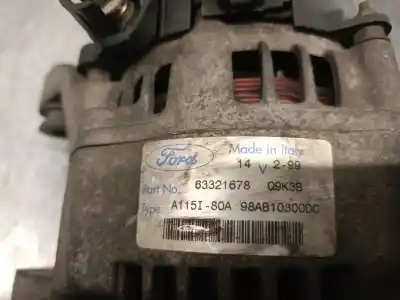 Ford Made in Italy
14 V 2-99
Part No. 63321678 Q9K3B
Type A115I-80A 98AB10300DC